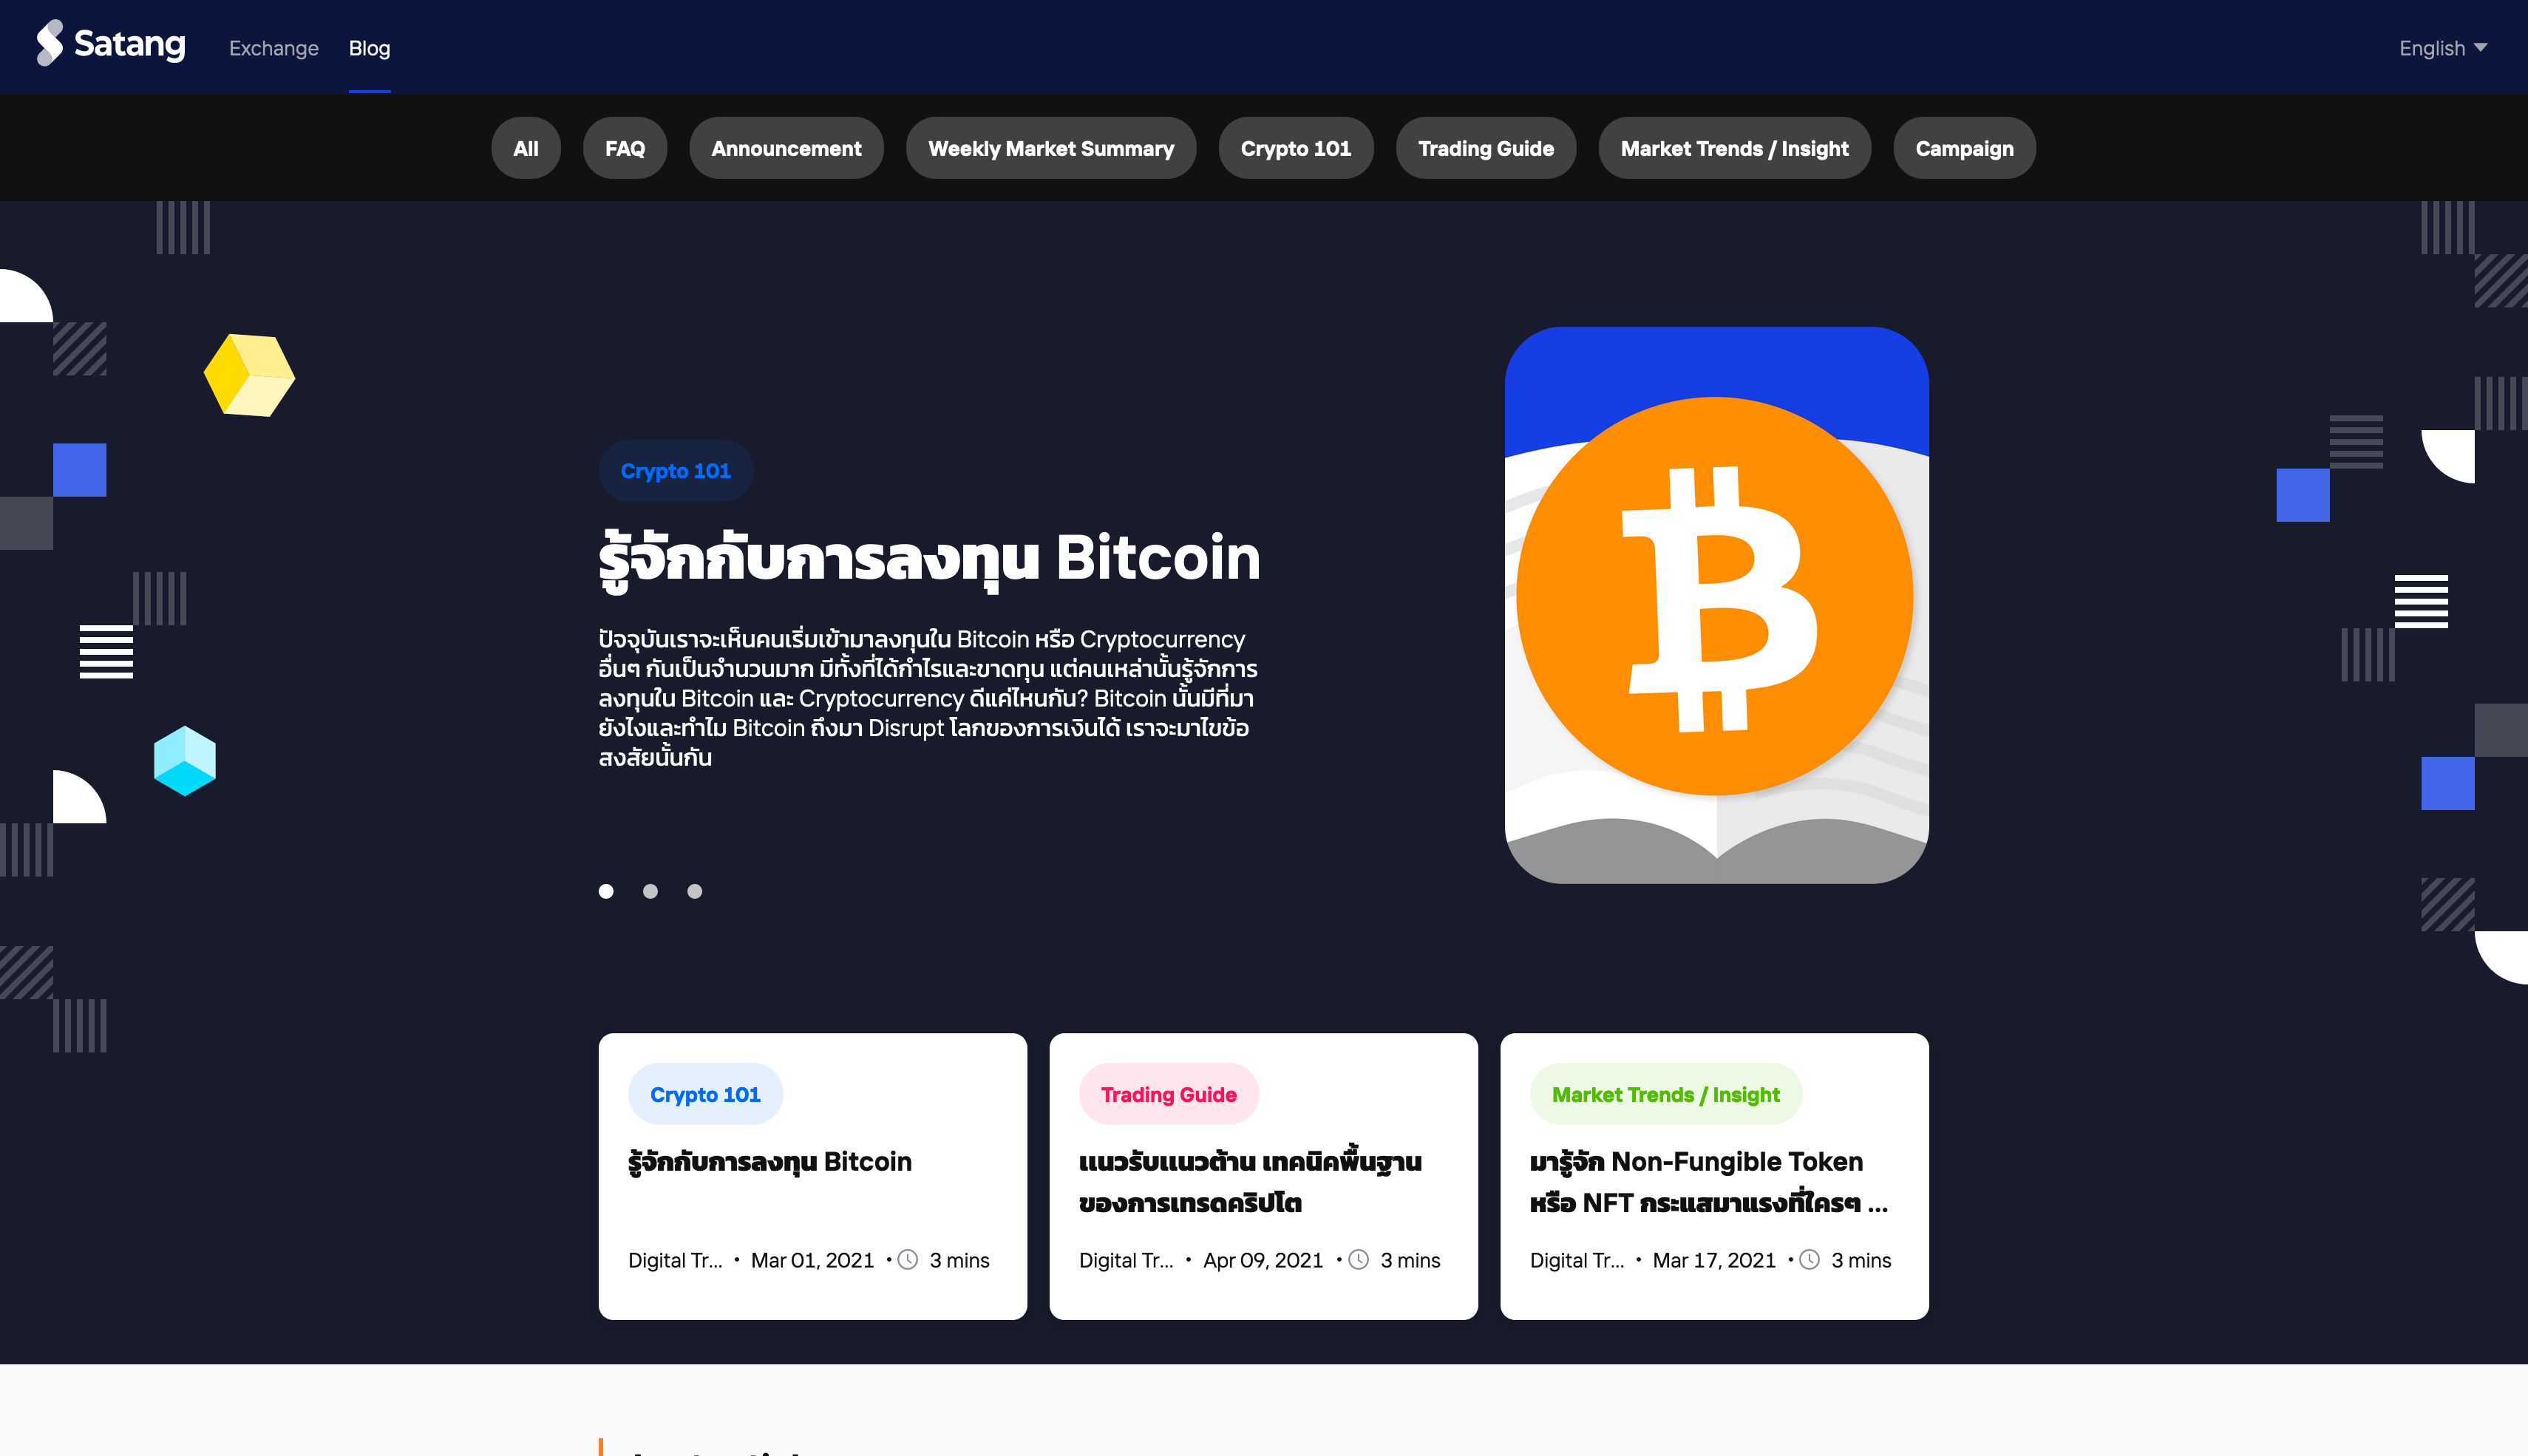 Satang
Exchange
Blog
English
All
FAQ
Announcement
Weekly Market Summary
Crypto 101
Trading Guide
Market Trends / Insight
Campaign
Crypto 101
รู้จักกับการลงทุน Bitcoin
ปัจจุบันเราจะเห็นคนเริ่มเข้ามาลงทุนใน Bitcoin หรือ Cryptocurrency
อื่นๆ กันเป็นจำนวนมาก มีทั้งที่ได้กำไรและขาดทุน แต่คนเหล่านั้นรู้จักการ
ลงทุนใน Bitcoin และ Cryptocurrency ดีแค่ไหนกัน? Bitcoin นั้นมีที่มา
ยังไงและทำไม Bitcoin ถึงมา Disrupt โลกของการเงินได้ เราจะมาไขข้อ
สงสัยนั้นกัน
Crypto 101
รู้จักกับการลงทุน Bitcoin
Digital Tr... • Mar 01, 2021 • 3 mins
Trading Guide
แนวรับแนวต้าน เทคนิคพื้นฐาน
ของการเทรดคริปโต
Digital Tr... • Apr 09, 2021 • 3 mins
Market Trends / Insight
มารู้จัก Non-Fungible Token
หรือ NFT กระแสมาแรงที่ใครๆ ...
Digital Tr... • Mar 17, 2021 • 3 mins